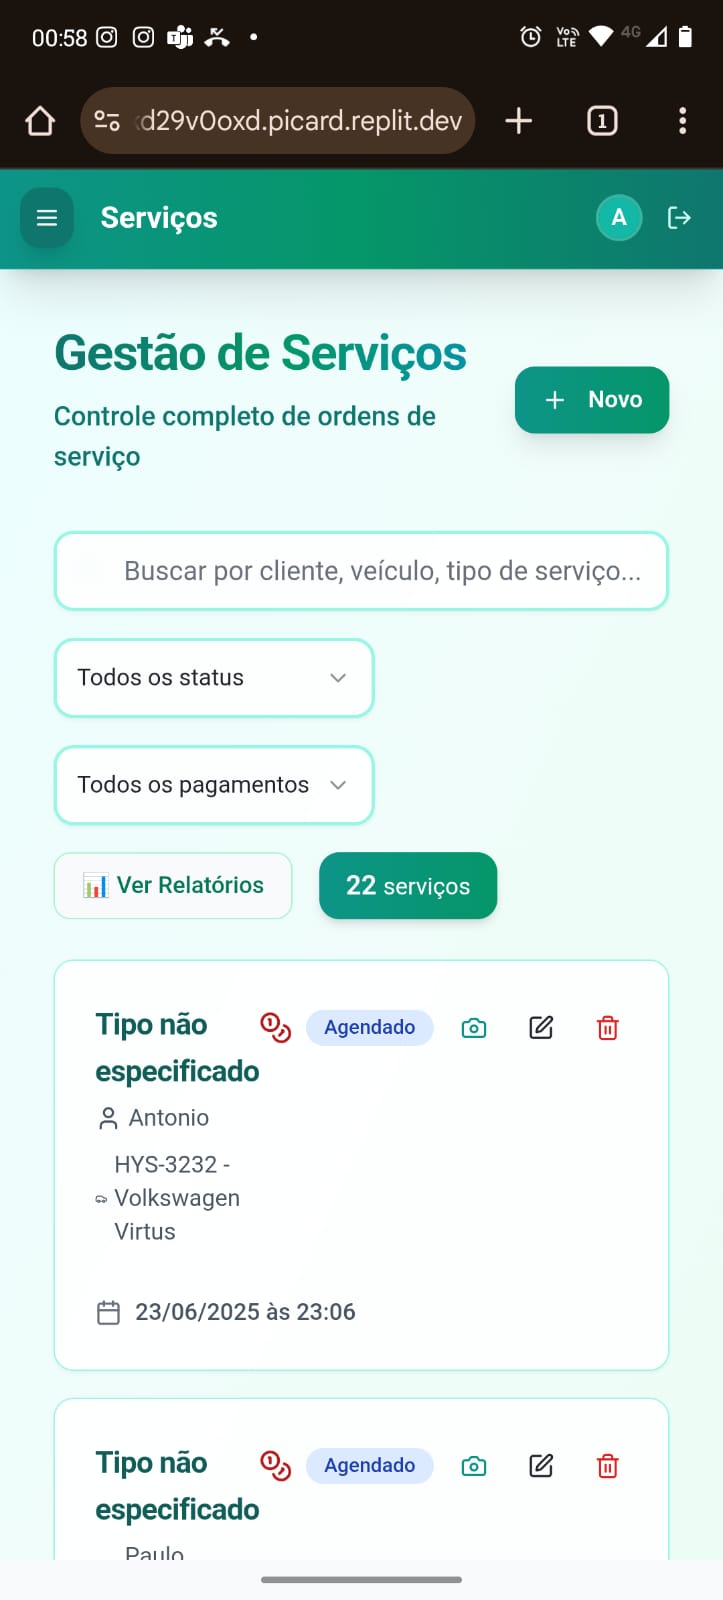 00:58
VoLTE 4G
d29v0oxd.picard.replit.dev
1
Serviços
A
Gestão de Serviços
Controle completo de ordens de
serviço
+ Novo
Buscar por cliente, veículo, tipo de serviço...
Todos os status
Todos os pagamentos
Ver Relatórios
22 serviços
Tipo não
especificado
Agendado
Antonio
HYS-3232 -
Volkswagen
Virtus
23/06/2025 às 23:06
Tipo não
especificado
Agendado
Paulo